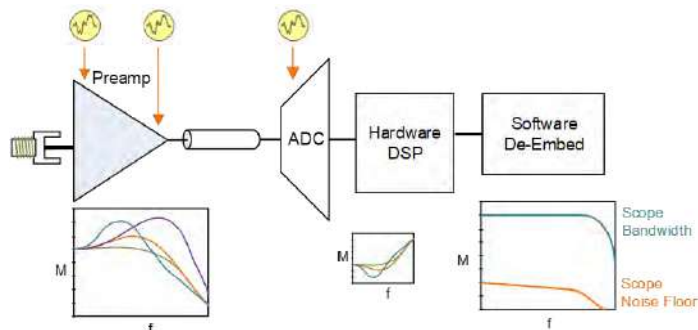 Preamp
ADC
Hardware
DSP
Software
De-Embed
M
f
M
f
M
f
Scope
Bandwidth
Scope
Noise Floor